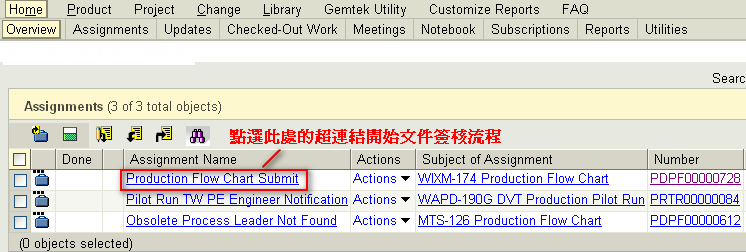 Home Product Project Change Library Gemtek Utility Customize Reports FAQ
Overview Assignments Updates Checked-Out Work Meetings Notebook Subscriptions Reports Utilities
Searc
Assignments (3 of 3 total objects)
點選此處的超連結開始文件簽核流程
Done Assignment Name Actions Subject of Assignment Number
Production Flow Chart Submit Actions WIXM-174 Production Flow Chart PDPF00000728
Pilot Run TW PE Engineer Notification Actions WAPD-190G DVT Production Pilot Run PRTR00000084
Obsolete Process Leader Not Found Actions MTS-126 Production Flow Chart PDPF00000612
(0 objects selected)